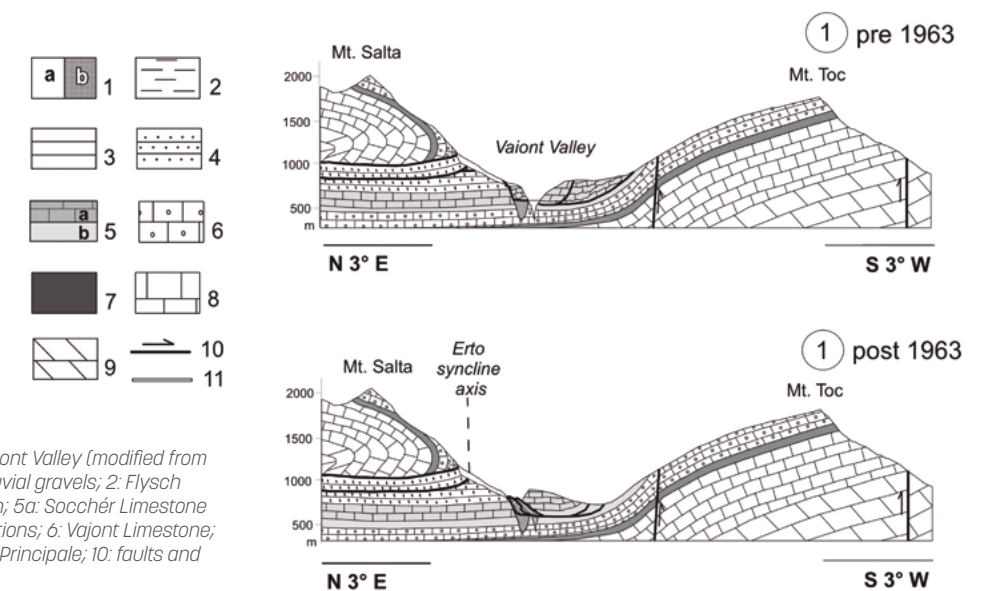 a b 1
2
3
4
a b 5
6
7
8
9
10
11
ont Valley (modified from
vial gravels; 2: Flysch
n; 5a: Socchér Limestone
tions; 6: Vajont Limestone;
Principale; 10: faults and
1 pre 1963
Mt. Salta
Mt. Toc
Vaiont Valley
2000
1500
1000
500
m
N 3° E
S 3° W
1 post 1963
Erto
syncline
axis
Mt. Salta
Mt. Toc
2000
1500
1000
500
m
N 3° E
S 3° W